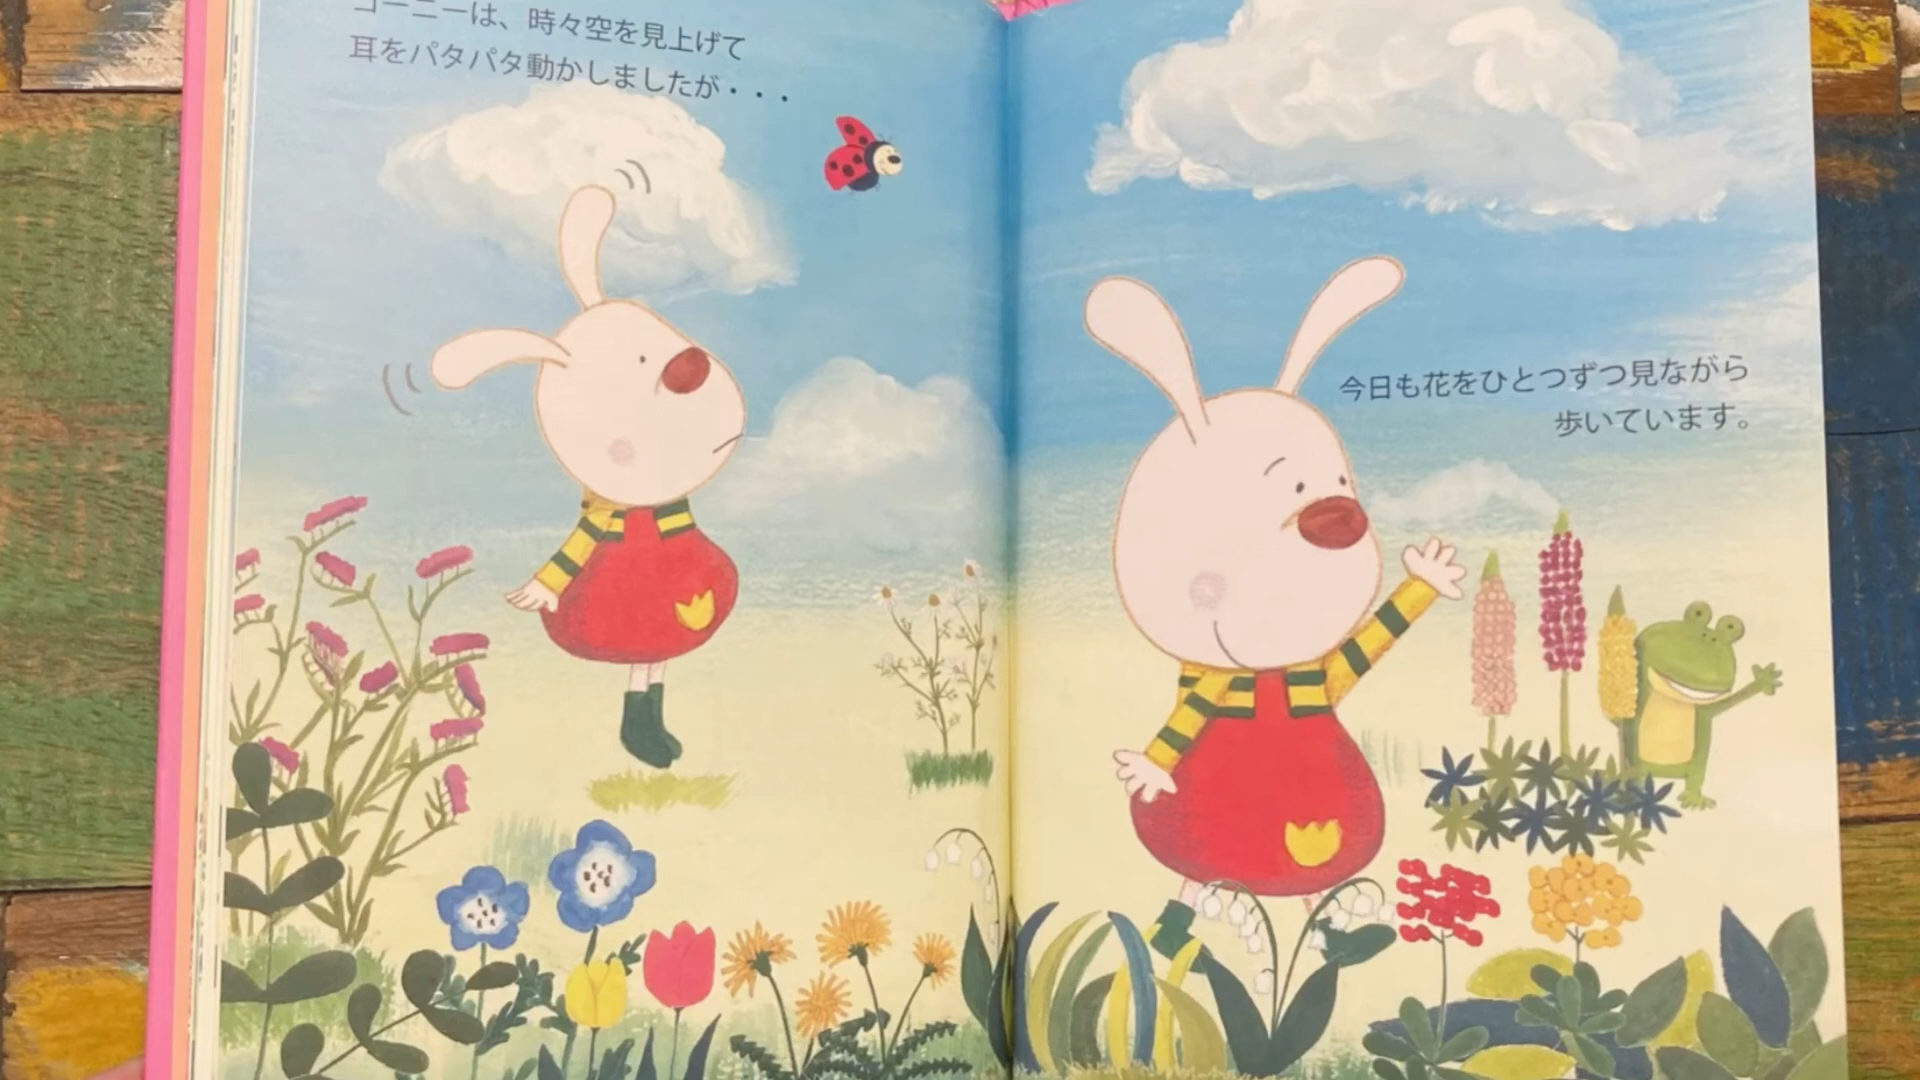 コーニーは、時々空を見上げて
耳をパタパタ動かしましたが・・・
今日も花をひとつずつ見ながら
歩いています。